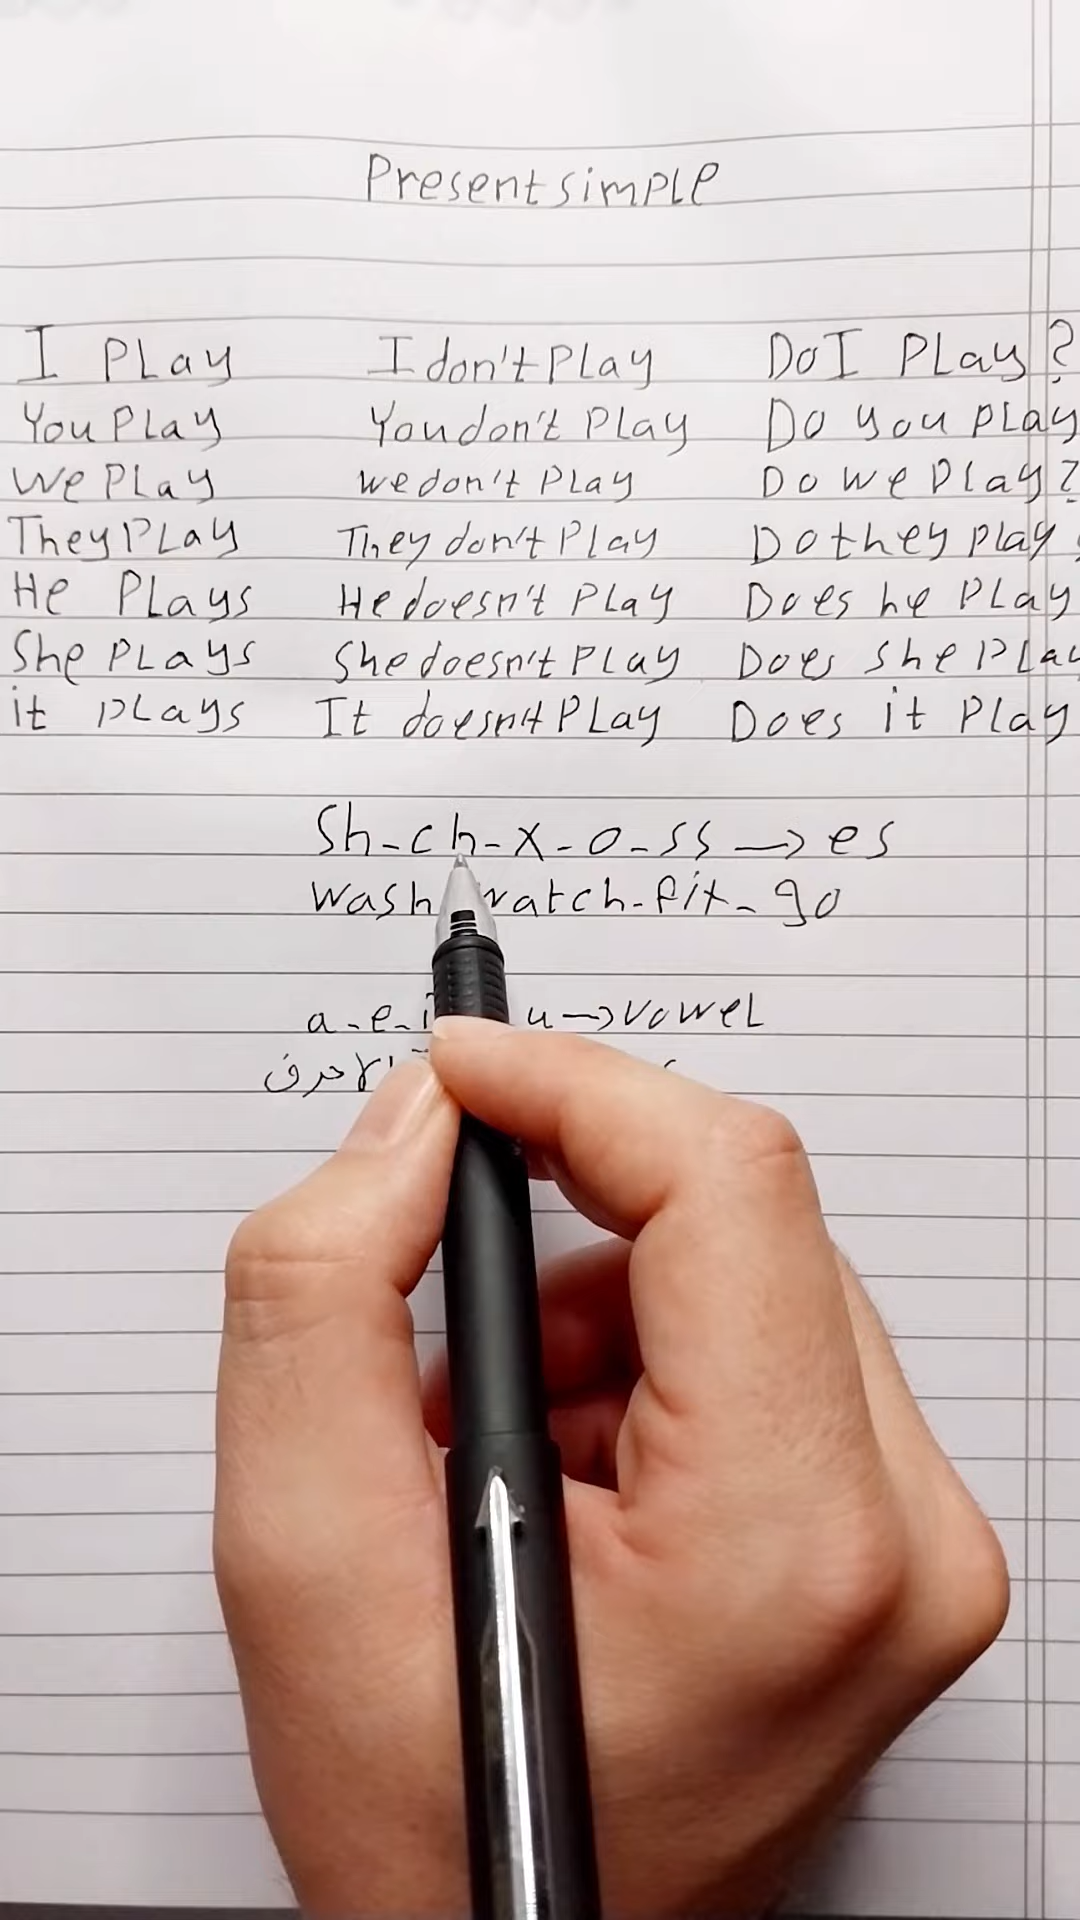 Present simple
I Play I don't Play Do I Play?
You Play You don't Play Do you play
We Play we don't Play Do we Play?
They Play They don't Play Do they play
He Plays He doesn't Play Does he Play
She Plays She doesn't Play Does she Play
it plays It doesn't Play Does it Play
Sh-ch-x-o-ss → es
wash watch-fix-go
a-e-i u → vowel
الاحرف